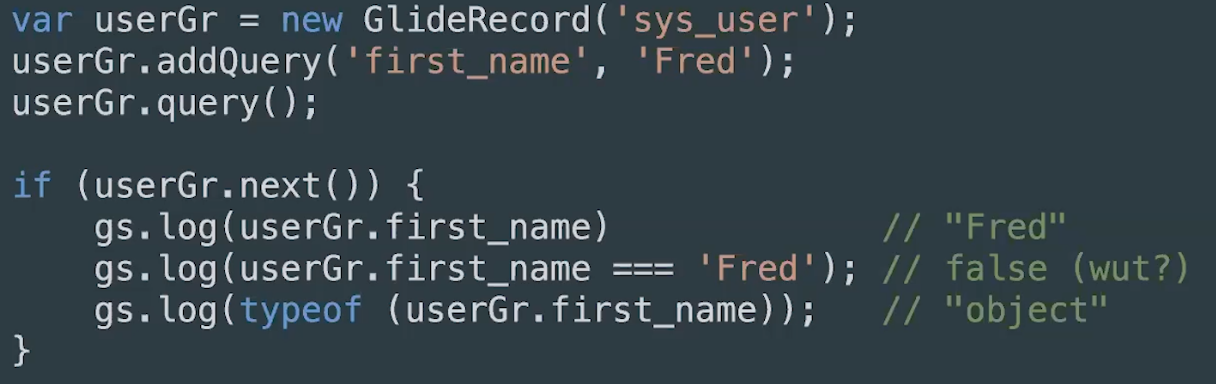 var userGr = new GlideRecord('sys_user');
userGr.addQuery('first_name', 'Fred');
userGr.query();

if (userGr.next()) {
    gs.log(userGr.first_name)             // "Fred"
    gs.log(userGr.first_name === 'Fred'); // false (wut?)
    gs.log(typeof (userGr.first_name));   // "object"
}